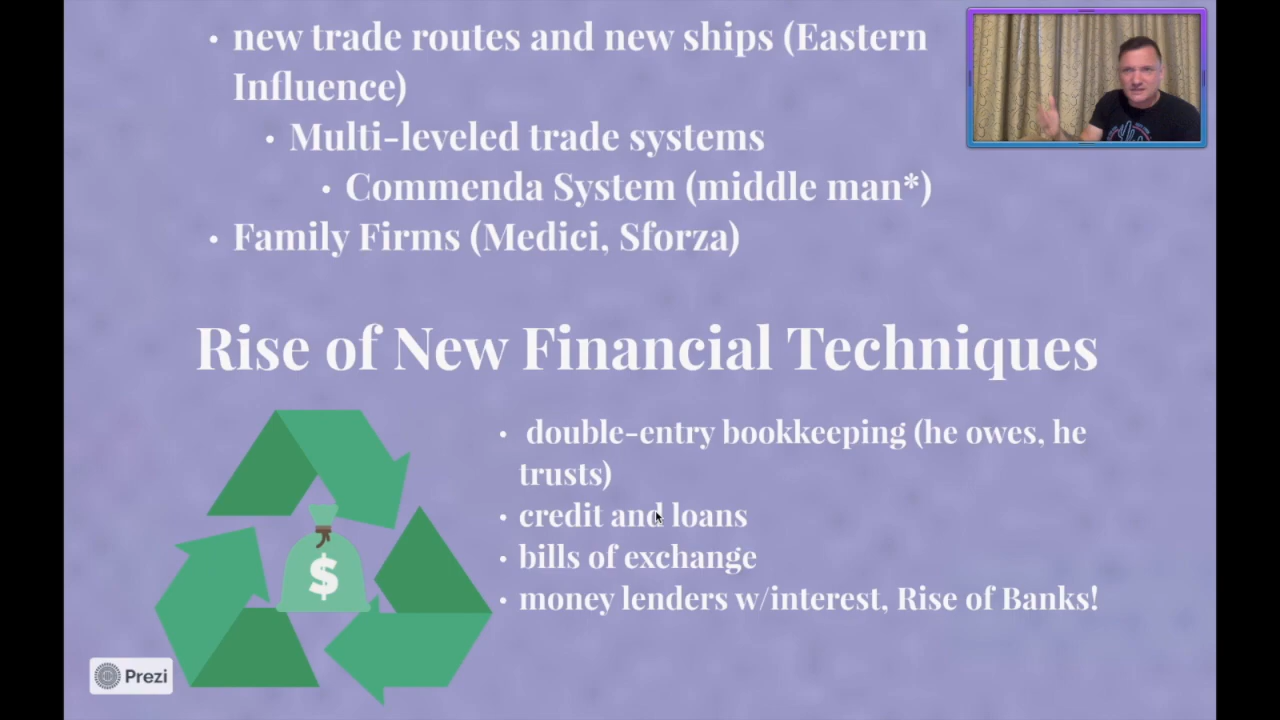 • new trade routes and new ships (Eastern
Influence)
• Multi-leveled trade systems
• Commenda System (middle man*)
• Family Firms (Medici, Sforza)
Rise of New Financial Techniques
• double-entry bookkeeping (he owes, he
trusts)
• credit and loans
• bills of exchange
• money lenders w/interest, Rise of Banks!
$
Prezi